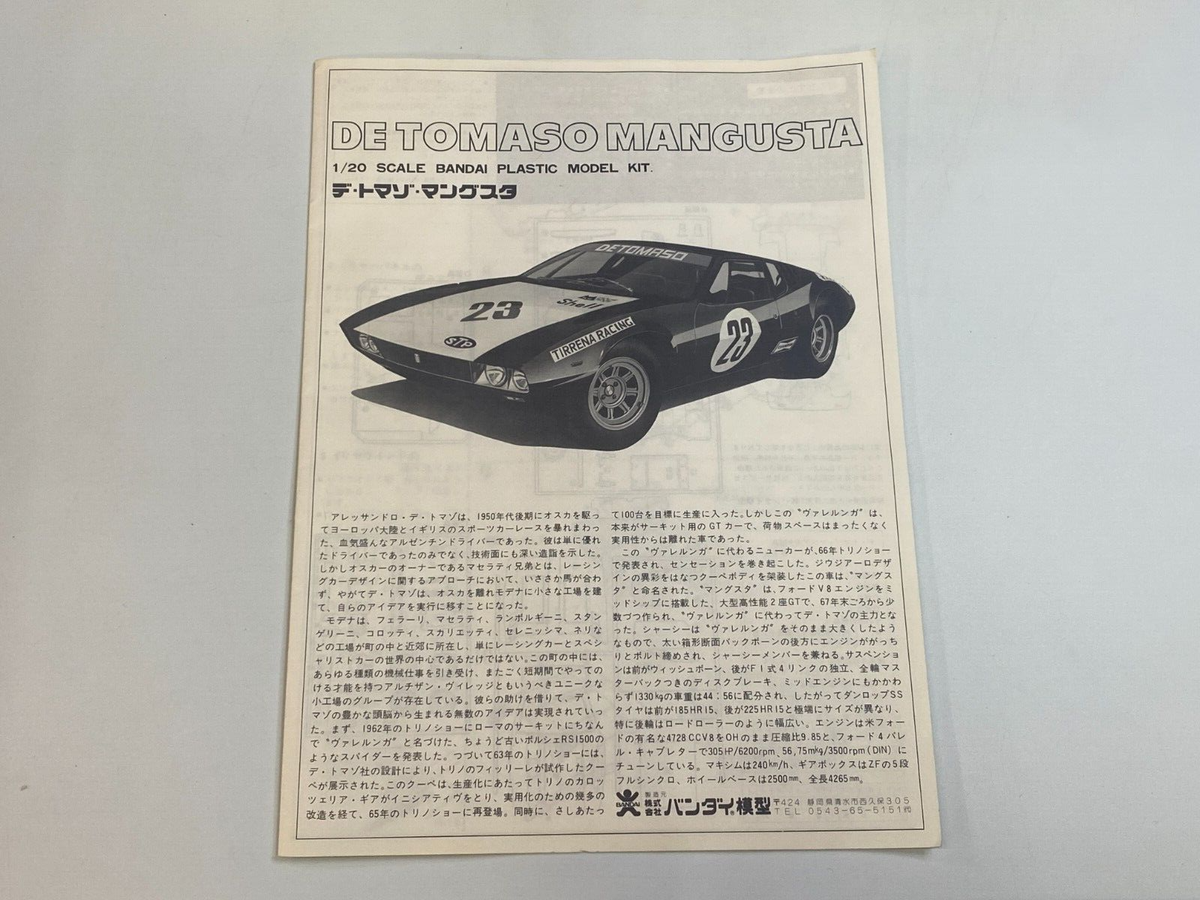 DE TOMASO MANGUSTA
1/20 SCALE BANDAI PLASTIC MODEL KIT.
デ・トマゾ・マングスタ
DETOMASO
23
Shell
STP
TIRRENA RACING
23
アレッサンドロ・デ・トマゾは、1950年代後期にオスカを駆っ
てヨーロッパ大陸とイギリスのスポーツカーレースを暴れまわっ
た、血気盛んなアルゼンチンドライバーであった。彼は単に優れ
たドライバーであったのみでなく、技術面にも深い造詣を示した。
しかしオスカーのオーナーであるマセラティ兄弟とは、レーシン
グカーデザインに関するアプローチにおいて、いささか馬が合わ
ず、やがてデ・トマゾは、オスカを離れモデナに小さな工場を建
て、自らのアイデアを実行に移すことになった。
モデナは、フェラーリ、マセラティ、ランボルギーニ、スタン
ゲリーニ、コロッティ、スカリエッティ、セレニッシマ、ネリな
どの工場が町の中と近郊に所在し、単にレーシングカーとスペシ
ャリストカーの世界の中心であるだけではない。この町の中には、
あらゆる種類の機械仕事を引き受け、またごく短期間でやっての
ける才能を持つアルチザン・ヴィレッジともいうべきユニークな
小工場のグループが存在している。彼らの助けを借りて、デ・ト
マゾの豊かな頭脳から生まれる無数のアイデアは実現されていっ
た。まず、1962年のトリノショーにローマのサーキットにちなん
で〝ヴァレルンガ〟と名づけた、ちょうど古いポルシェRS1500の
ようなスパイダーを発表した。つづいて63年のトリノショーには、
デ・トマゾ社の設計により、トリノのフィッソーレが試作したクー
ペが展示された。このクーペは、生産化にあたってトリノのカロッ
ツェリア・ギアがイニシアティヴをとり、実用化のための幾多の
改造を経て、65年のトリノショーに再登場。同時に、さしあたっ
て100台を目標に生産に入った。しかしこの〝ヴァレルンガ〟は、
本来がサーキット用のGTカーで、荷物スペースはまったくなく
実用性からは離れた車であった。
この〝ヴァレルンガ〟に代わるニューカーが、66年トリノショー
で発表され、センセーションを巻き起こした。ジウジアーロデザ
インの異彩をはなつクーペボディを架装したこの車は、〝マングス
タ〟と命名された。〝マングスタ〟は、フォードV8エンジンをミ
ッドシップに搭載した、大型高性能2座GTで、67年末ごろから少
数づつ作られ、〝ヴァレルンガ〟に代わってデ・トマゾの主力とな
った。シャーシーは〝ヴァレルンガ〟をそのまま大きくしたよう
なもので、太い箱形断面バックボーンの後方にエンジンががっち
りとボルト締めされ、シャーシーメンバーを兼ねる。サスペンショ
ンは前がウィッシュボーン、後がF1式4リンクの独立、全輪マス
ターバックつきのディスクブレーキ、ミッドエンジンにもかかわ
らず1330kgの車重は44：56に配分され、したがってダンロップSS
タイヤは前が185HR15、後が225HR15と極端にサイズが異なり、
特に後輪はロードローラーのように幅広い。エンジンは米フォー
ドの有名な4728CCV8をOHのまま圧縮比9.85と、フォード4バレ
ル・キャブレターで305HP/6200rpm、56,75mkg/3500rpm(DIN)に
チューンしている。マキシムは240km/h、ギアボックスはZFの5段
フルシンクロ、ホイールベースは2500mm、全長4265mm。
BANDAI
製造元
株式会社 バンダイ模型 〒424 静岡県清水市西久保305
TEL 0543-65-5151代